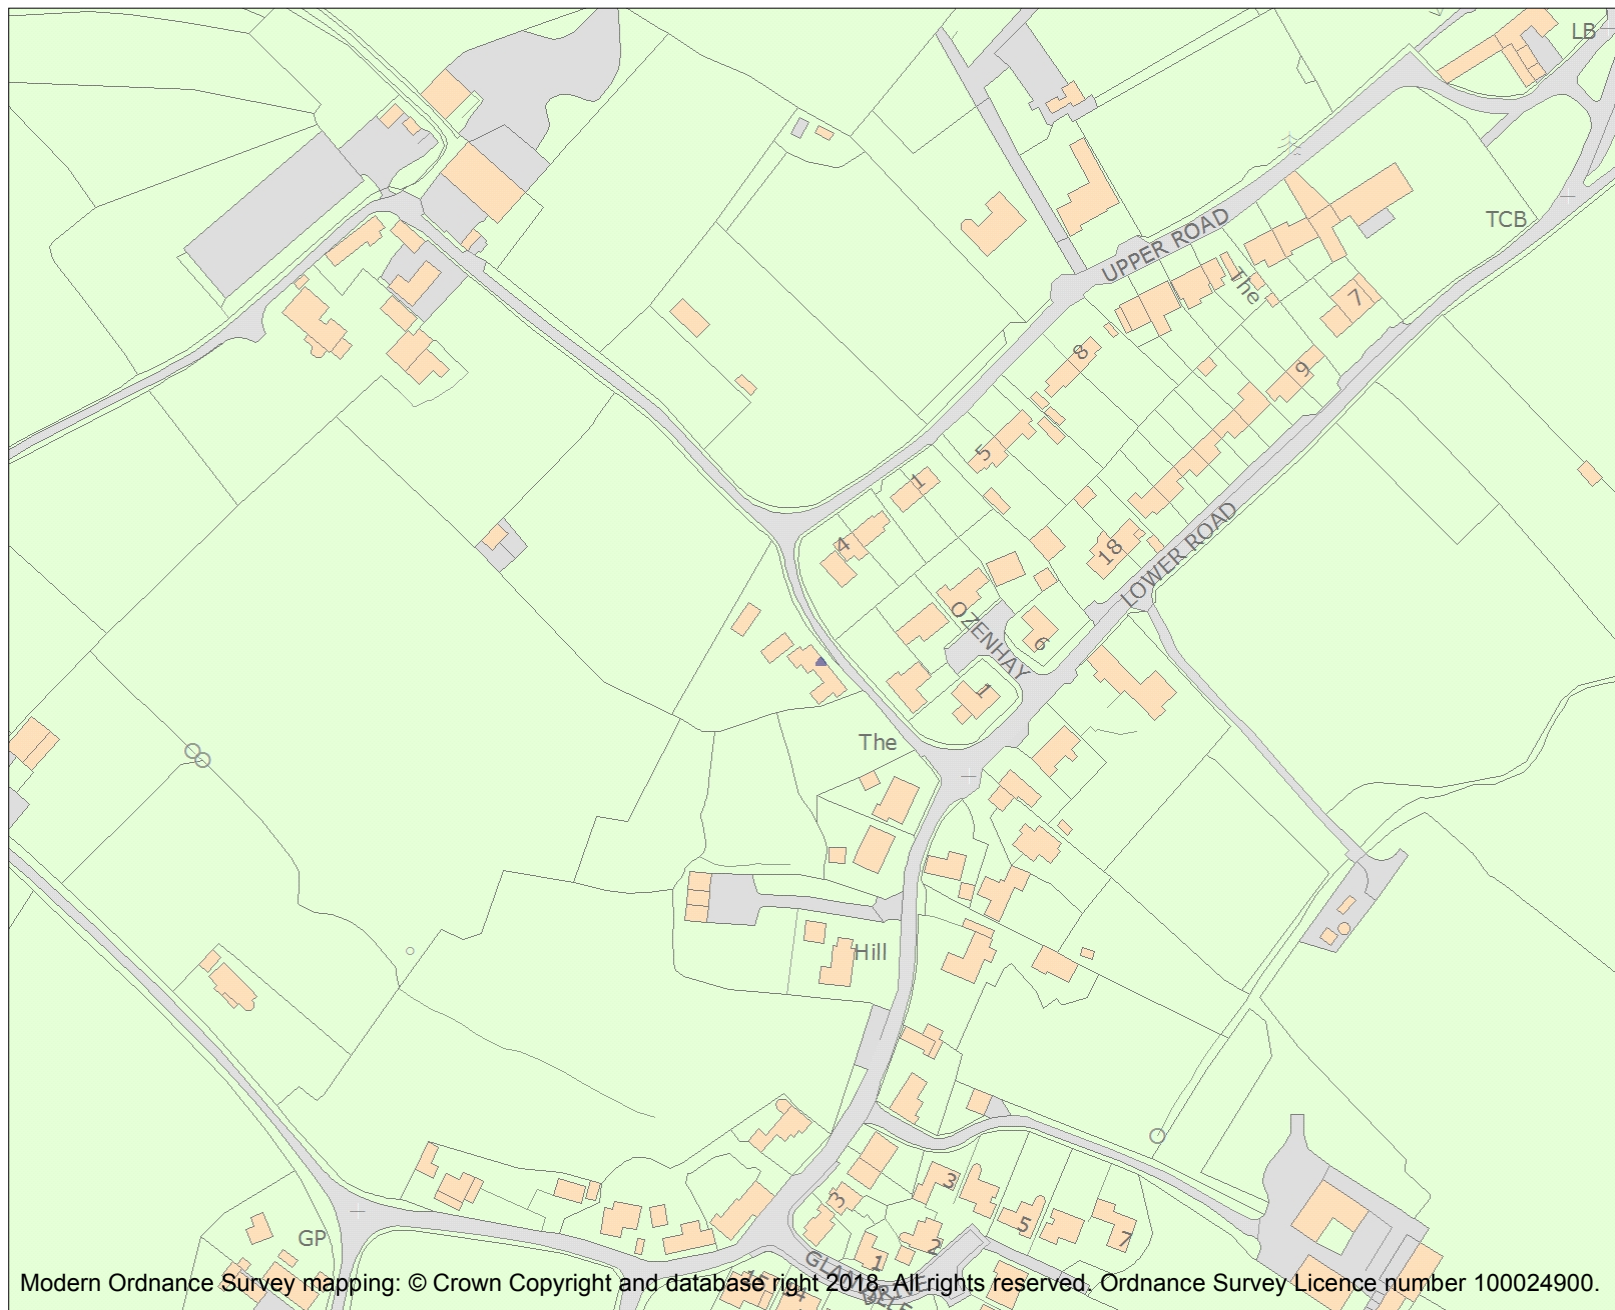 LB
TCB
UPPER ROAD
The
7
8
9
5
1
4
18
LOWER ROAD
OZENHAY
6
1
The
Hill
3
3
5
7
2
1
GP
Modern Ordnance Survey mapping: © Crown Copyright and database right 2018. All rights reserved. Ordnance Survey Licence number 100024900.